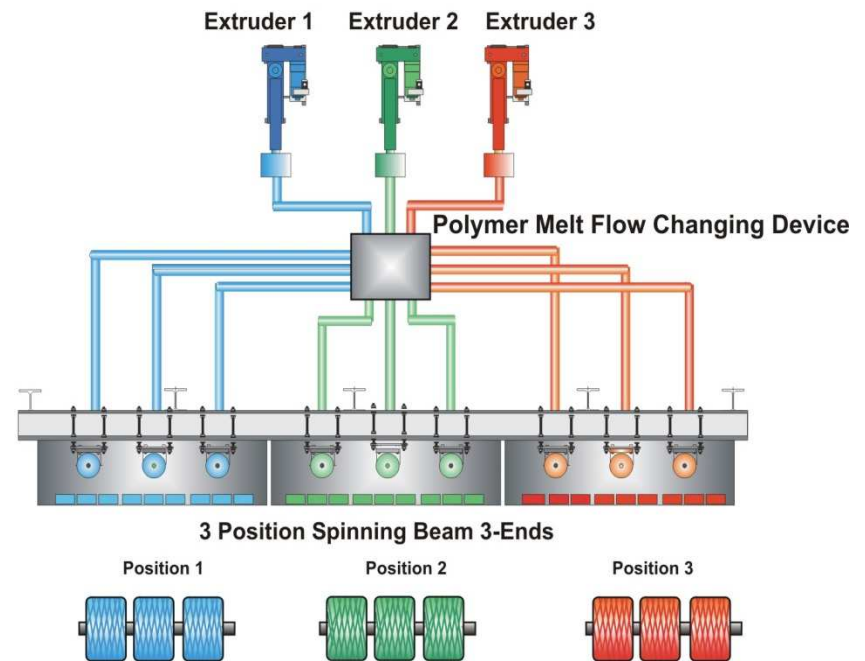 Extruder 1 Extruder 2 Extruder 3
Polymer Melt Flow Changing Device
3 Position Spinning Beam 3-Ends
Position 1 Position 2 Position 3